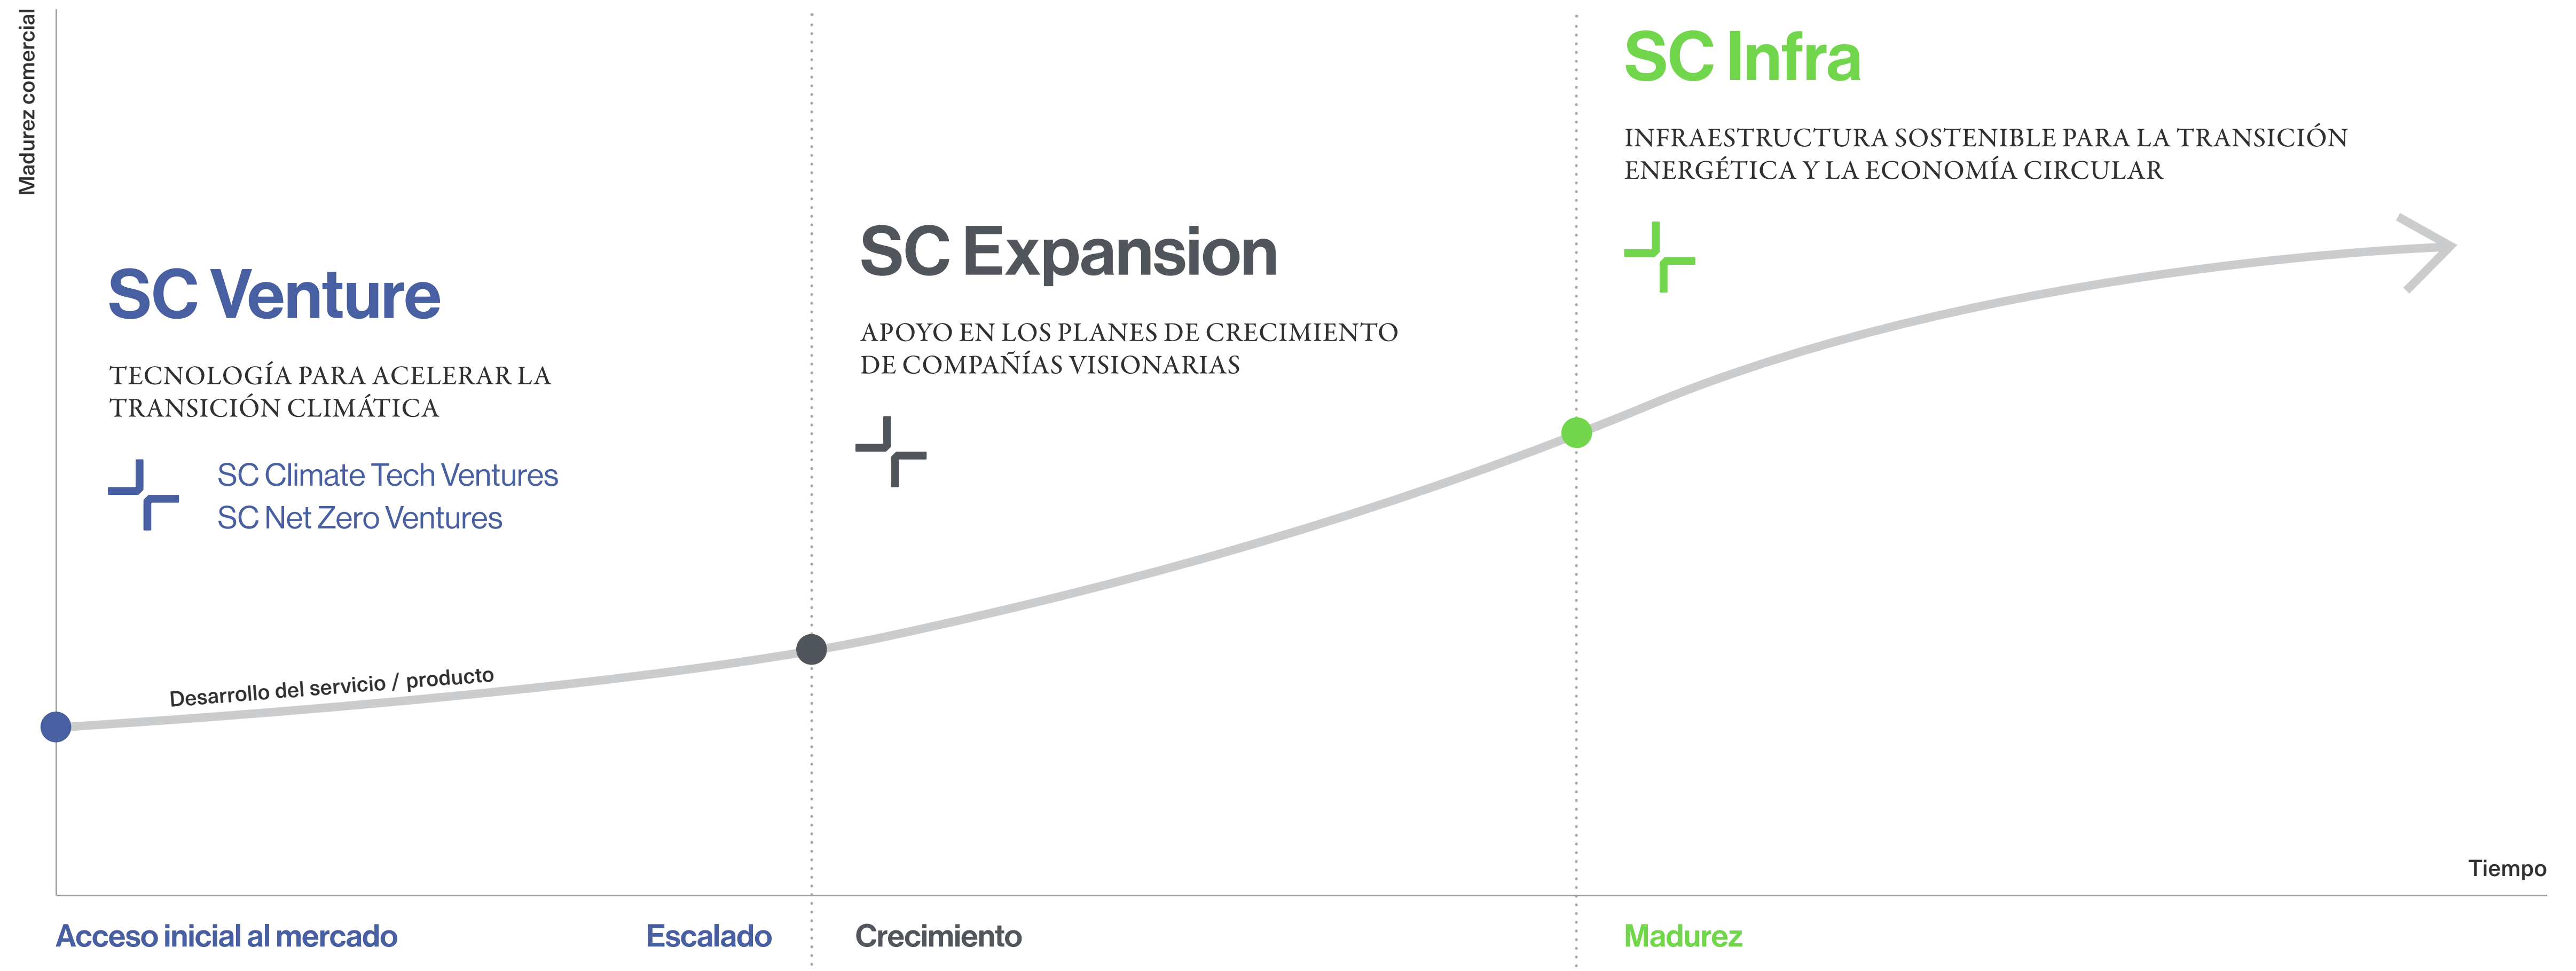 Madurez comercial
SC Venture
TECNOLOGÍA PARA ACELERAR LA
TRANSICIÓN CLIMÁTICA
SC Climate Tech Ventures
SC Net Zero Ventures
Desarrollo del servicio / producto
SC Expansion
APOYO EN LOS PLANES DE CRECIMIENTO
DE COMPAÑÍAS VISIONARIAS
SC Infra
INFRAESTRUCTURA SOSTENIBLE PARA LA TRANSICIÓN
ENERGÉTICA Y LA ECONOMÍA CIRCULAR
Tiempo
Acceso inicial al mercado
Escalado
Crecimiento
Madurez